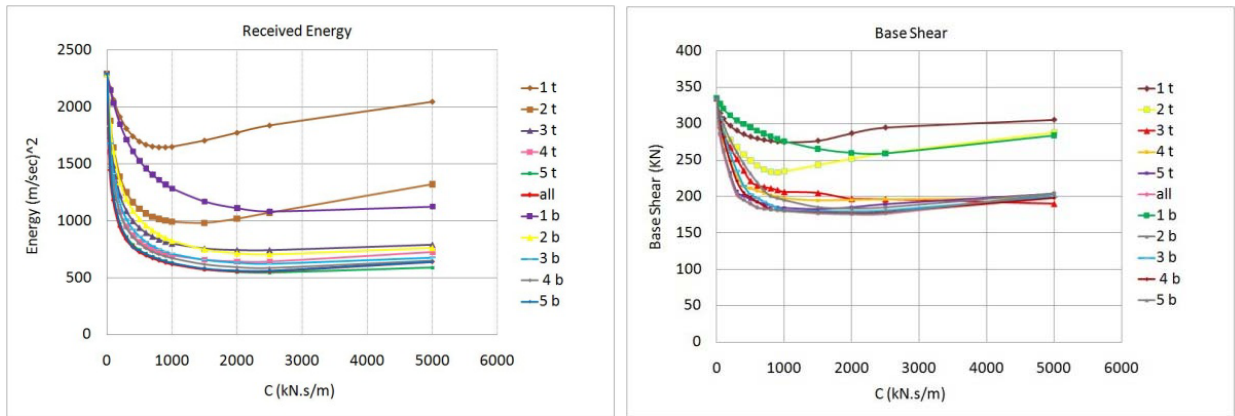 Received Energy
2500
2000
1500
1000
500
0
Energy (m/sec)^2
0 1000 2000 3000 4000 5000 6000
C (kN.s/m)
1 t
2 t
3 t
4 t
5 t
all
1 b
2 b
3 b
4 b
5 b
Base Shear
400
350
300
250
200
150
100
50
0
Base Shear (KN)
0 1000 2000 3000 4000 5000 6000
C (kN.s/m)
1 t
2 t
3 t
4 t
5 t
all
1 b
2 b
3 b
4 b
5 b